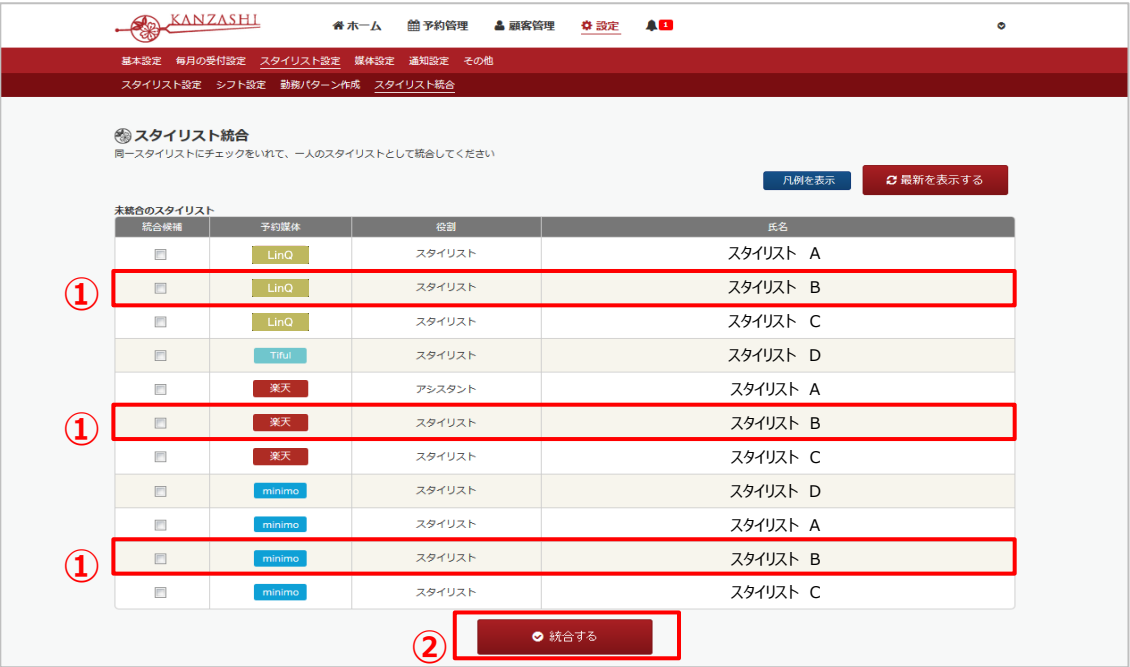 KANZASHI ホーム 予約管理 顧客管理 設定 1
基本設定 毎月の受付設定 スタイリスト設定 媒体設定 通知設定 その他
スタイリスト設定 シフト設定 勤務パターン作成 スタイリスト統合
スタイリスト統合
同一スタイリストにチェックをいれて、一人のスタイリストとして統合してください
凡例を表示 最新を表示する
未統合のスタイリスト
統合候補 予約媒体 役割 氏名
LinQ スタイリスト スタイリスト A
① LinQ スタイリスト スタイリスト B
LinQ スタイリスト スタイリスト C
Tiful スタイリスト スタイリスト D
楽天 アシスタント スタイリスト A
① 楽天 スタイリスト スタイリスト B
楽天 スタイリスト スタイリスト C
minimo スタイリスト スタイリスト D
minimo スタイリスト スタイリスト A
① minimo スタイリスト スタイリスト B
minimo スタイリスト スタイリスト C
② 統合する